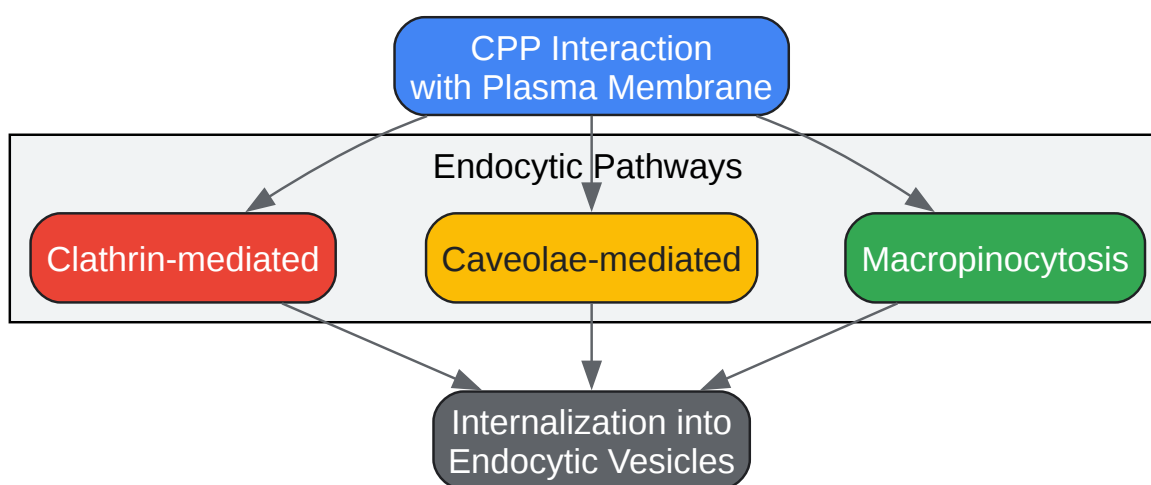 CPP Interaction
with Plasma Membrane
Endocytic Pathways
Clathrin-mediated
Caveolae-mediated
Macropinocytosis
Internalization into
Endocytic Vesicles